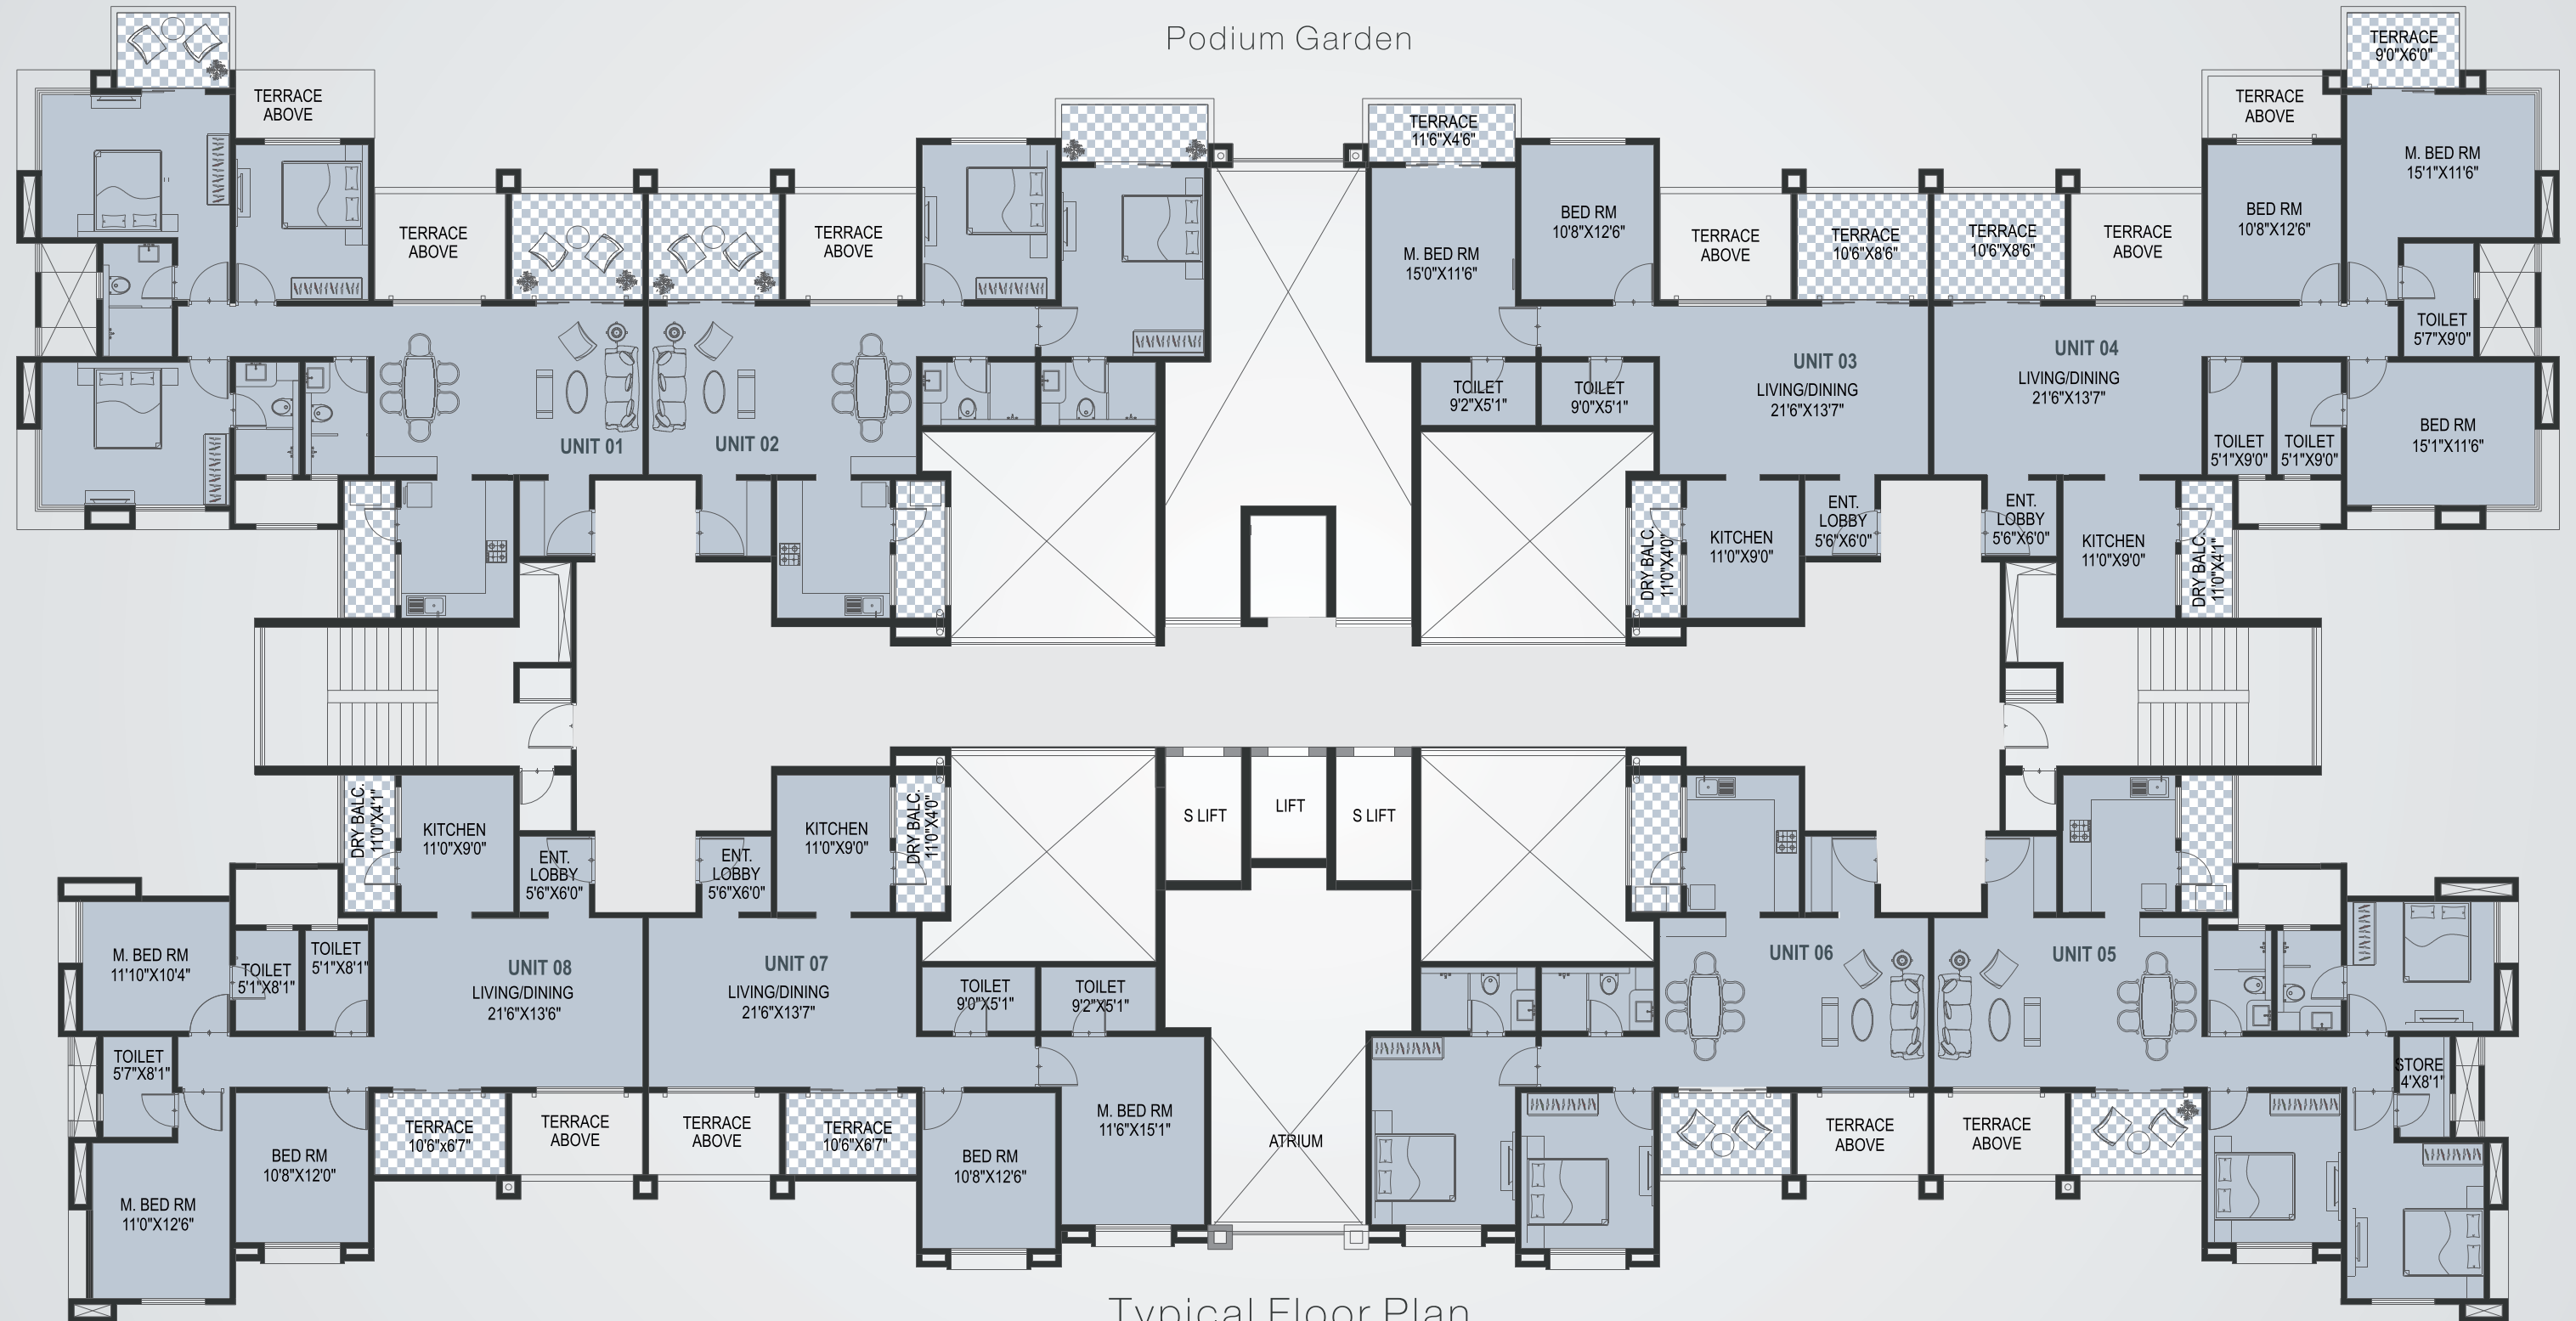 Podium Garden
TERRACE
ABOVE
TERRACE
ABOVE
UNIT 01
UNIT 02
TERRACE
ABOVE
TERRACE
11'6"X4'6"
M. BED RM
15'0"X11'6"
BED RM
10'8"X12'6"
TERRACE
ABOVE
TERRACE
10'6"X8'6"
TERRACE
10'6"X8'6"
TERRACE
ABOVE
TERRACE
ABOVE
TERRACE
9'0"X6'0"
M. BED RM
15'1"X11'6"
BED RM
10'8"X12'6"
TOILET
5'7"X9'0"
TOILET
9'2"X5'1"
TOILET
9'0"X5'1"
UNIT 03
LIVING/DINING
21'6"X13'7"
UNIT 04
LIVING/DINING
21'6"X13'7"
TOILET
5'1"X9'0"
TOILET
5'1"X9'0"
BED RM
15'1"X11'6"
DRY BALC.
11'0"X4'0"
KITCHEN
11'0"X9'0"
ENT.
LOBBY
5'6"X6'0"
ENT.
LOBBY
5'6"X6'0"
KITCHEN
11'0"X9'0"
DRY BALC.
11'0"X4'1"
DRY BALC.
11'0"X4'1"
KITCHEN
11'0"X9'0"
ENT.
LOBBY
5'6"X6'0"
ENT.
LOBBY
5'6"X6'0"
KITCHEN
11'0"X9'0"
DRY BALC.
11'0"X4'0"
S LIFT
LIFT
S LIFT
M. BED RM
11'10"X10'4"
TOILET
5'1"X8'1"
TOILET
5'1"X8'1"
UNIT 08
LIVING/DINING
21'6"X13'6"
UNIT 07
LIVING/DINING
21'6"X13'7"
TOILET
9'0"X5'1"
TOILET
9'2"X5'1"
UNIT 06
UNIT 05
TOILET
5'7"X8'1"
STORE
4'X8'1"
M. BED RM
11'0"X12'6"
BED RM
10'8"X12'0"
TERRACE
10'6"x6'7"
TERRACE
ABOVE
TERRACE
ABOVE
TERRACE
10'6"X6'7"
BED RM
10'8"X12'6"
M. BED RM
11'6"X15'1"
ATRIUM
TERRACE
ABOVE
TERRACE
ABOVE
Typical Floor Plan